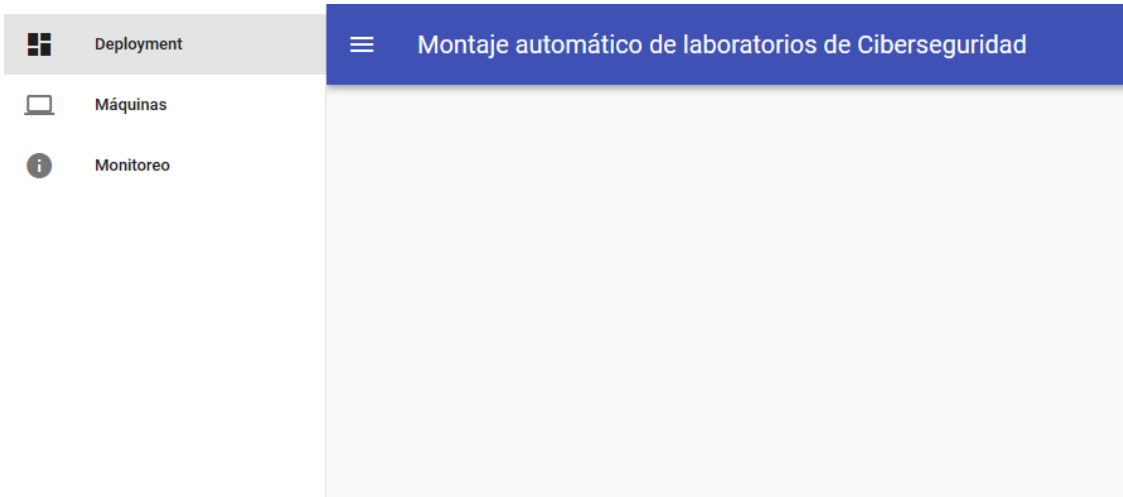 Deployment
Montaje automático de laboratorios de Ciberseguridad
Máquinas
Monitoreo